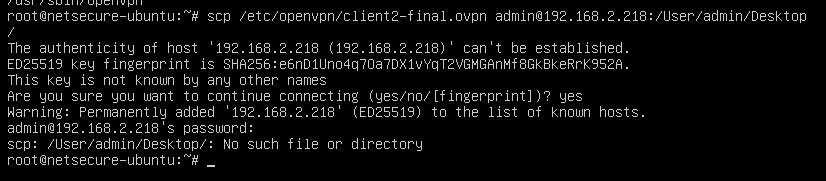 /usr/sbin/openvpn
root@netsecure-ubuntu:~# scp /etc/openvpn/client2-final.ovpn admin@192.168.2.218:/User/admin/Desktop
/
The authenticity of host '192.168.2.218 (192.168.2.218)' can't be established.
ED25519 key fingerprint is SHA256:e6nD1Uno4q7Oa7DX1vYqT2VGMGAnMf8GkBkeRrK952A.
This key is not known by any other names
Are you sure you want to continue connecting (yes/no/[fingerprint])? yes
Warning: Permanently added '192.168.2.218' (ED25519) to the list of known hosts.
admin@192.168.2.218's password:
scp: /User/admin/Desktop/: No such file or directory
root@netsecure-ubuntu:~# _